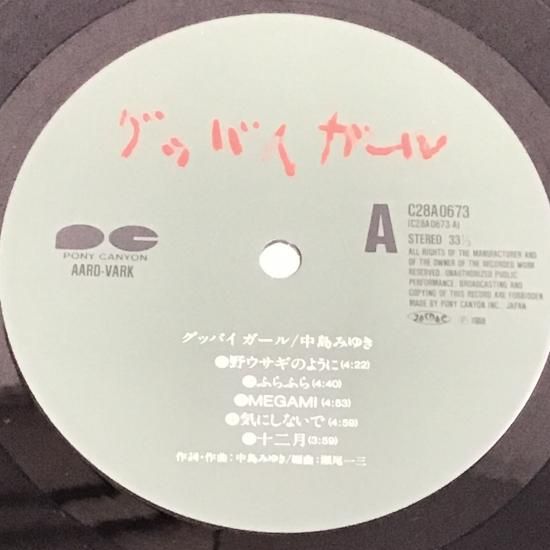 グッバイ ガール
PONY CANYON
AARD-VARK
A
C28A0673
(C28A0673-A)
STEREO 33 1/3
ALL RIGHTS OF THE MANUFACTURER AND
OF THE OWNER OF THE RECORDED WORK
RESERVED. UNAUTHORIZED PUBLIC
PERFORMANCE, BROADCASTING AND
COPYING OF THIS RECORD ARE FORBIDDEN
MADE BY PONY CANYON INC., JAPAN
Ⓟ 1988
グッバイ ガール/中島みゆき
●野ウサギのように(4:22)
●ふらふら(4:40)
●MEGAMI(4:53)
●気にしないで(4:59)
●十二月(3:59)
作詞・作曲:中島みゆき/編曲:瀬尾一三